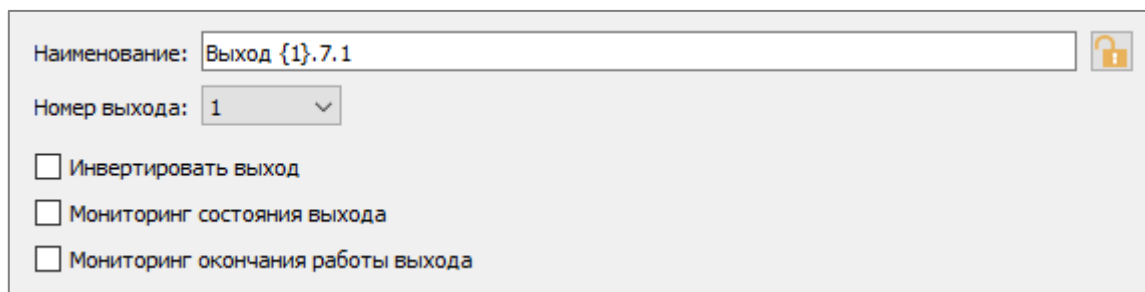 Наименование: Выход {1}.7.1
Номер выхода: 1
Инвертировать выход
Мониторинг состояния выхода
Мониторинг окончания работы выхода